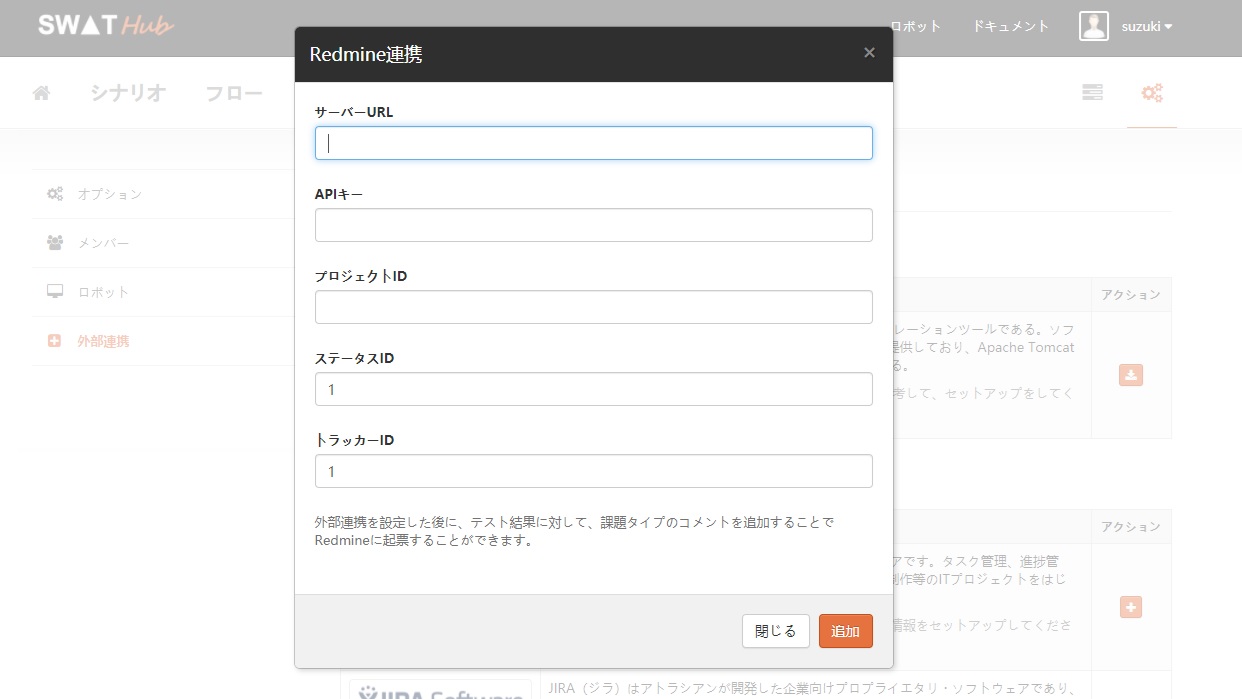 SWAT Hub
ロボット
ドキュメント
suzuki
シナリオ
フロー
オプション
メンバー
ロボット
外部連携
Redmine連携
×
サーバーURL
APIキー
プロジェクトID
ステータスID
1
トラッカーID
1
外部連携を設定した後に、テスト結果に対して、課題タイプのコメントを追加することで
Redmineに起票することができます。
閉じる
追加
アクション
レーションツールである。ソフ
提供しており、Apache Tomcat
る。
考して、セットアップをしてく
アクション
アです。タスク管理、進捗管
制作等のITプロジェクトをはじ
情報をセットアップしてくださ
JIRA Software
JIRA（ジラ）はアトラシアンが開発した企業向けプロプライエタリ・ソフトウェアであり、